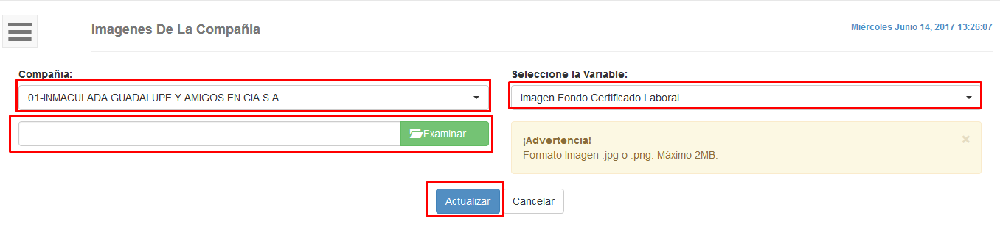 Imagenes De La Compañia
Miércoles Junio 14, 2017 13:26:07
Compañia:
01-INMACULADA GUADALUPE Y AMIGOS EN CIA S.A.
Examinar ...
Seleccione la Variable:
Imagen Fondo Certificado Laboral
¡Advertencia!
×
Formato Imagen .jpg o .png. Máximo 2MB.
Actualizar
Cancelar